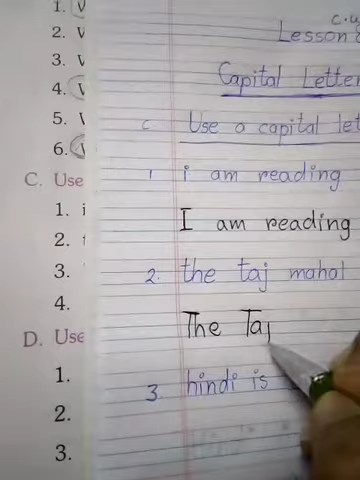 1.
2.
3.
4.
5.
6.
C. Use
1. i
2.
3.
4.
D. Use
1.
2.
3.
Lesson
Capital Letter
C Use a capital let
1 i am reading
I am reading
2. the taj mahal
The Taj
3. hindi is